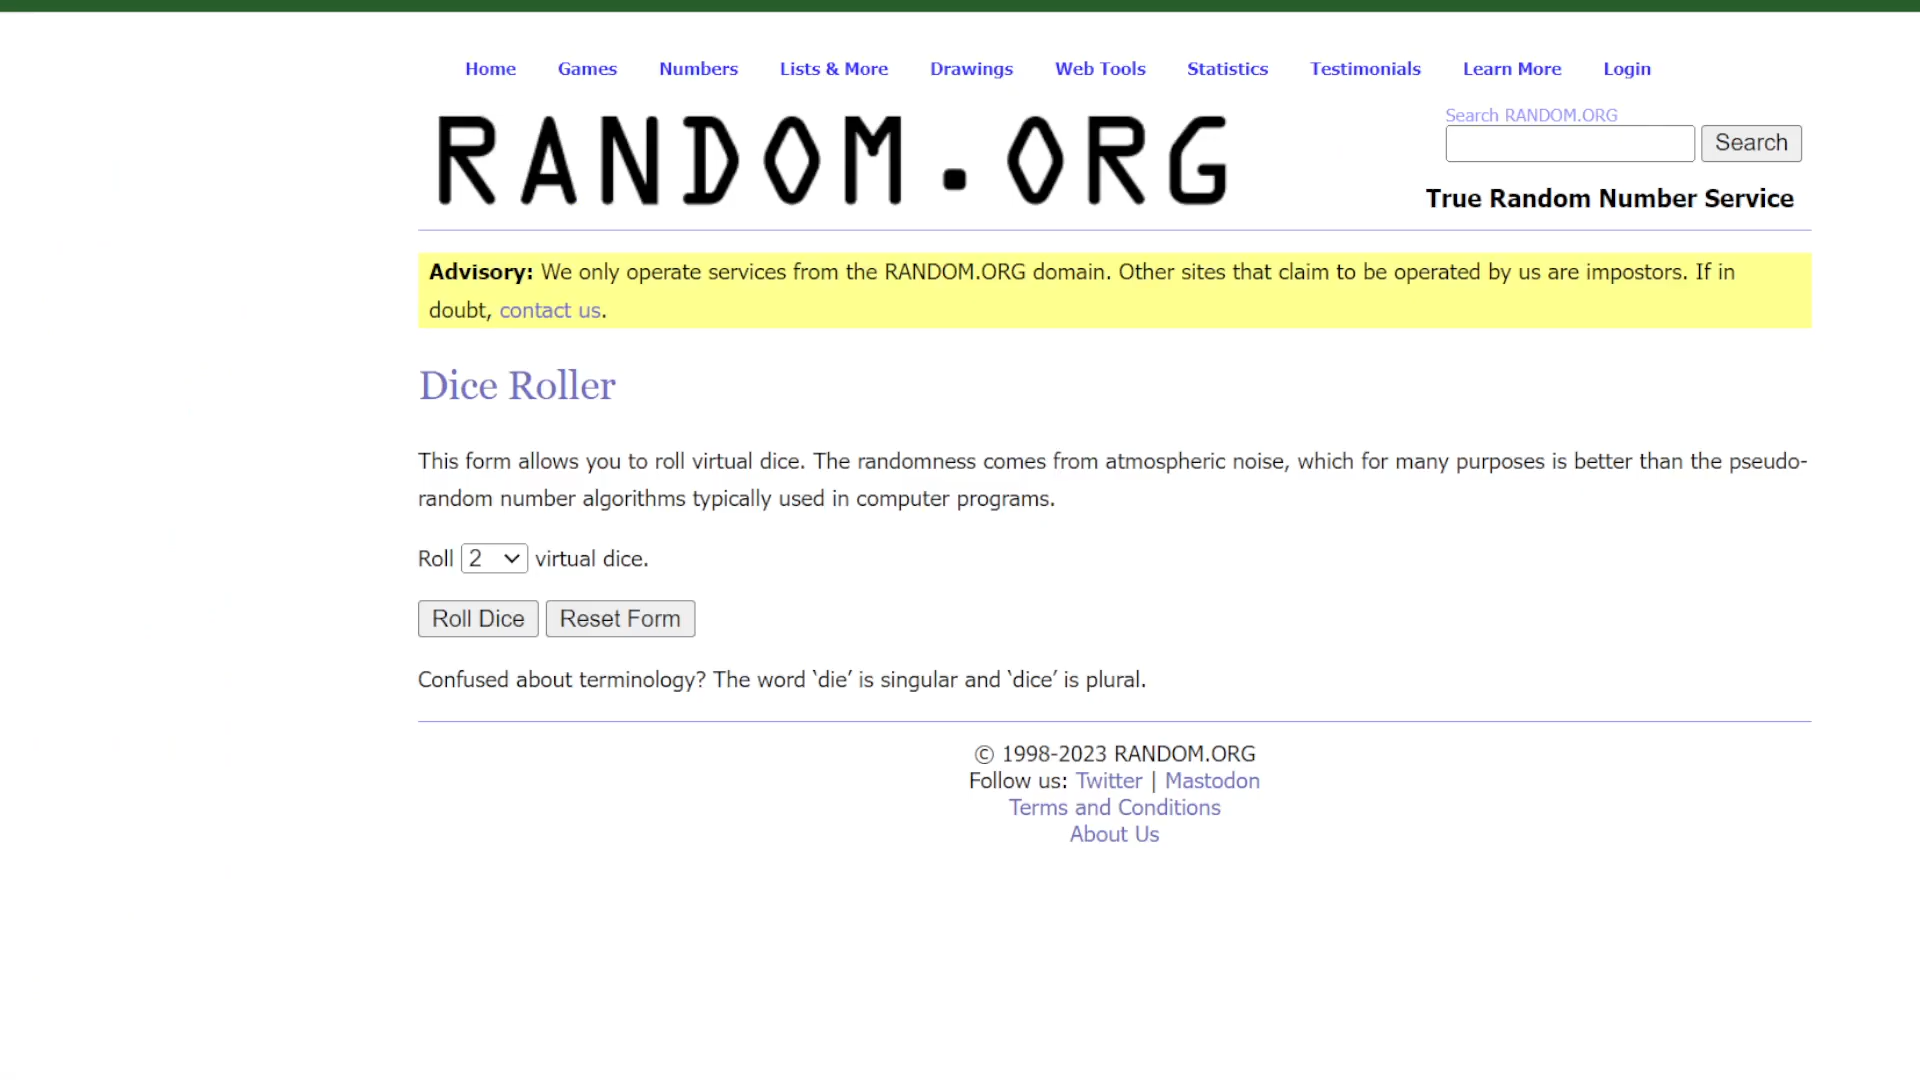 Home Games Numbers Lists & More Drawings Web Tools Statistics Testimonials Learn More Login
RANDOM.ORG
Search RANDOM.ORG
Search
True Random Number Service
Advisory: We only operate services from the RANDOM.ORG domain. Other sites that claim to be operated by us are impostors. If in
doubt, contact us.
Dice Roller
This form allows you to roll virtual dice. The randomness comes from atmospheric noise, which for many purposes is better than the pseudo-
random number algorithms typically used in computer programs.
Roll 2 virtual dice.
Roll Dice Reset Form
Confused about terminology? The word ‘die’ is singular and ‘dice’ is plural.
© 1998-2023 RANDOM.ORG
Follow us: Twitter | Mastodon
Terms and Conditions
About Us